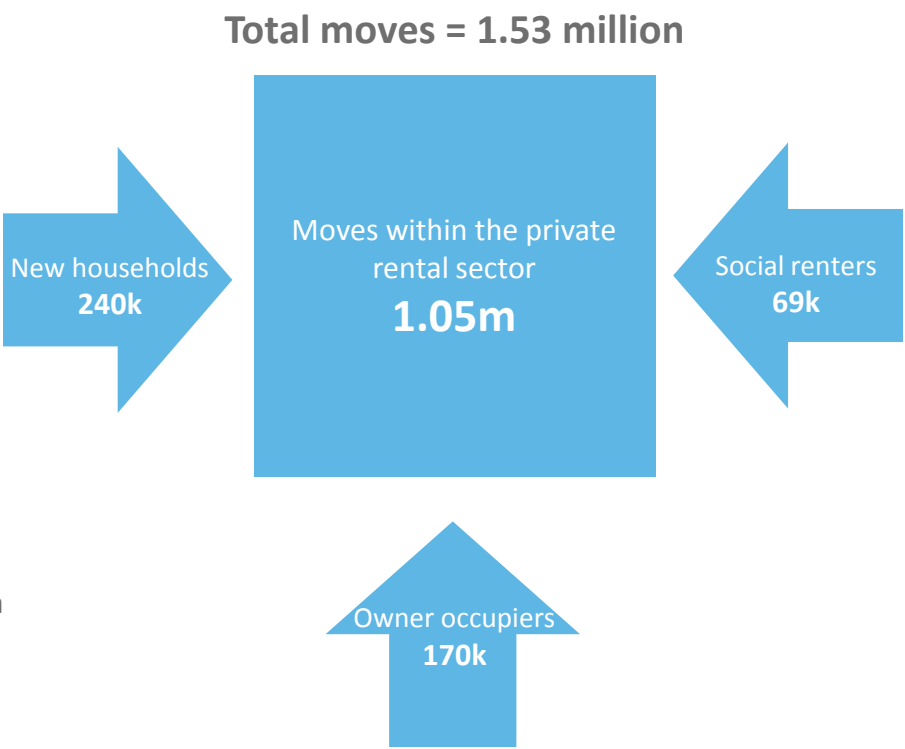 Total moves = 1.53 million
Moves within the private
rental sector
1.05m
New households
240k
Social renters
69k
Owner occupiers
170k